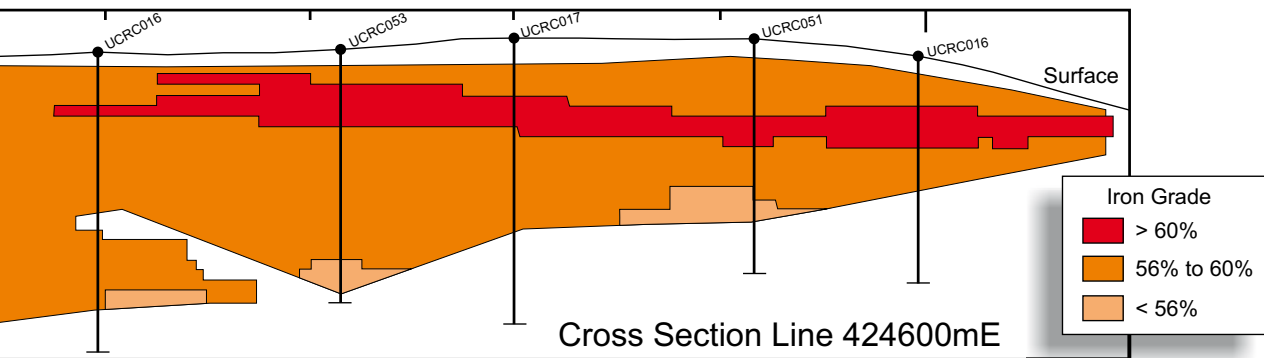 UCRC016
UCRC053
UCRC017
UCRC051
UCRC016
Surface
Iron Grade
> 60%
56% to 60%
< 56%
Cross Section Line 424600mE